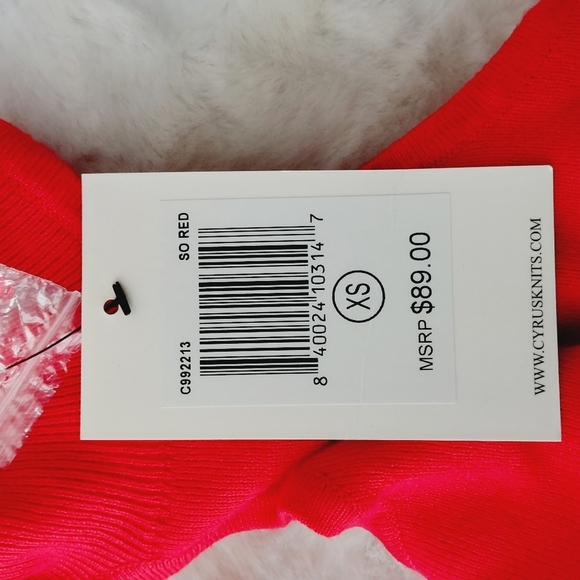 C992213 SO RED
8 40024 10314 7
XS
MSRP $89.00
WWW.CYRUSKNITS.COM